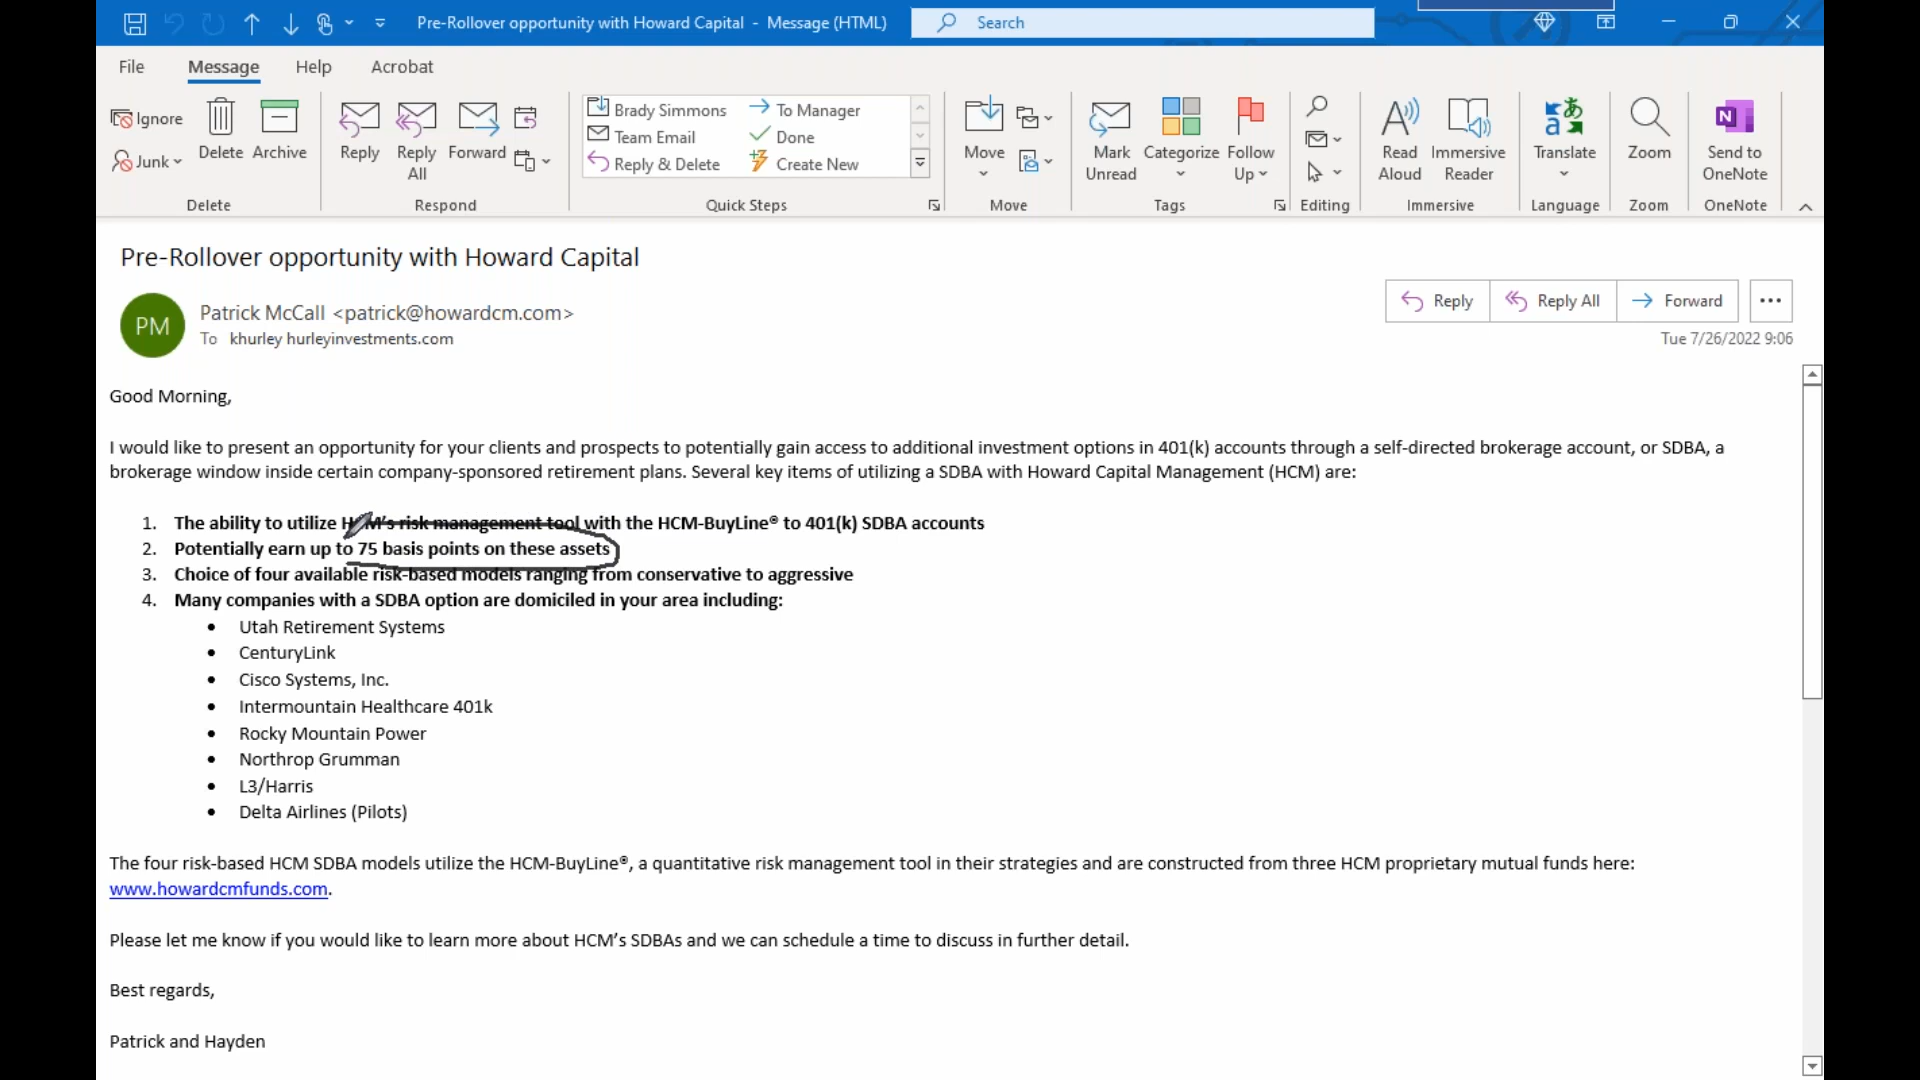 Pre-Rollover opportunity with Howard Capital - Message (HTML)
Search
File Message Help Acrobat
Ignore
Junk
Delete
Archive
Delete
Reply
Reply All
Forward
Respond
Brady Simmons
To Manager
Team Email
Done
Reply & Delete
Create New
Quick Steps
Move
Move
Mark Unread
Categorize
Follow Up
Tags
Editing
Read Aloud
Immersive Reader
Immersive
Translate
Language
Zoom
Zoom
Send to OneNote
OneNote
Pre-Rollover opportunity with Howard Capital
PM
Patrick McCall <patrick@howardcm.com>
To khurley hurleyinvestments.com
Reply
Reply All
Forward
Tue 7/26/2022 9:06
Good Morning,
I would like to present an opportunity for your clients and prospects to potentially gain access to additional investment options in 401(k) accounts through a self-directed brokerage account, or SDBA, a
brokerage window inside certain company-sponsored retirement plans. Several key items of utilizing a SDBA with Howard Capital Management (HCM) are:
1. The ability to utilize HCM's risk management tool with the HCM-BuyLine® to 401(k) SDBA accounts
2. Potentially earn up to 75 basis points on these assets
3. Choice of four available risk-based models ranging from conservative to aggressive
4. Many companies with a SDBA option are domiciled in your area including:
• Utah Retirement Systems
• CenturyLink
• Cisco Systems, Inc.
• Intermountain Healthcare 401k
• Rocky Mountain Power
• Northrop Grumman
• L3/Harris
• Delta Airlines (Pilots)
The four risk-based HCM SDBA models utilize the HCM-BuyLine®, a quantitative risk management tool in their strategies and are constructed from three HCM proprietary mutual funds here:
www.howardcmfunds.com.
Please let me know if you would like to learn more about HCM's SDBAs and we can schedule a time to discuss in further detail.
Best regards,
Patrick and Hayden